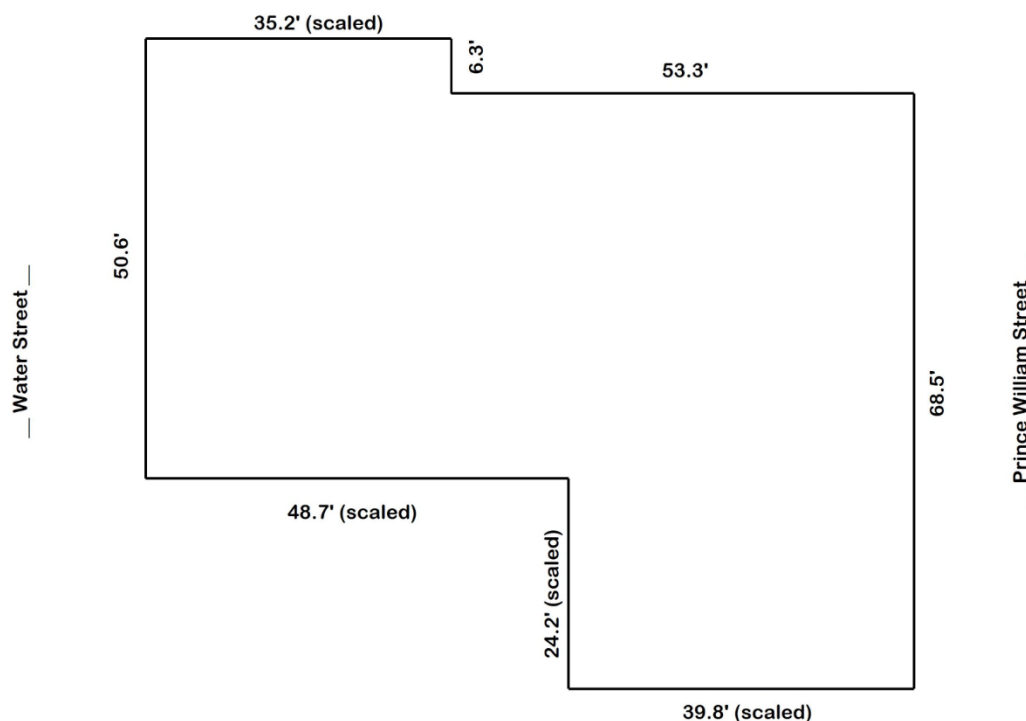 35.2' (scaled)
6.3'
53.3'
50.6'
__Water Street__
68.5'
Prince William Street
48.7' (scaled)
24.2' (scaled)
39.8' (scaled)